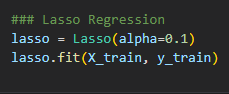 ### Lasso Regression
lasso = Lasso(alpha=0.1)
lasso.fit(X_train, y_train)